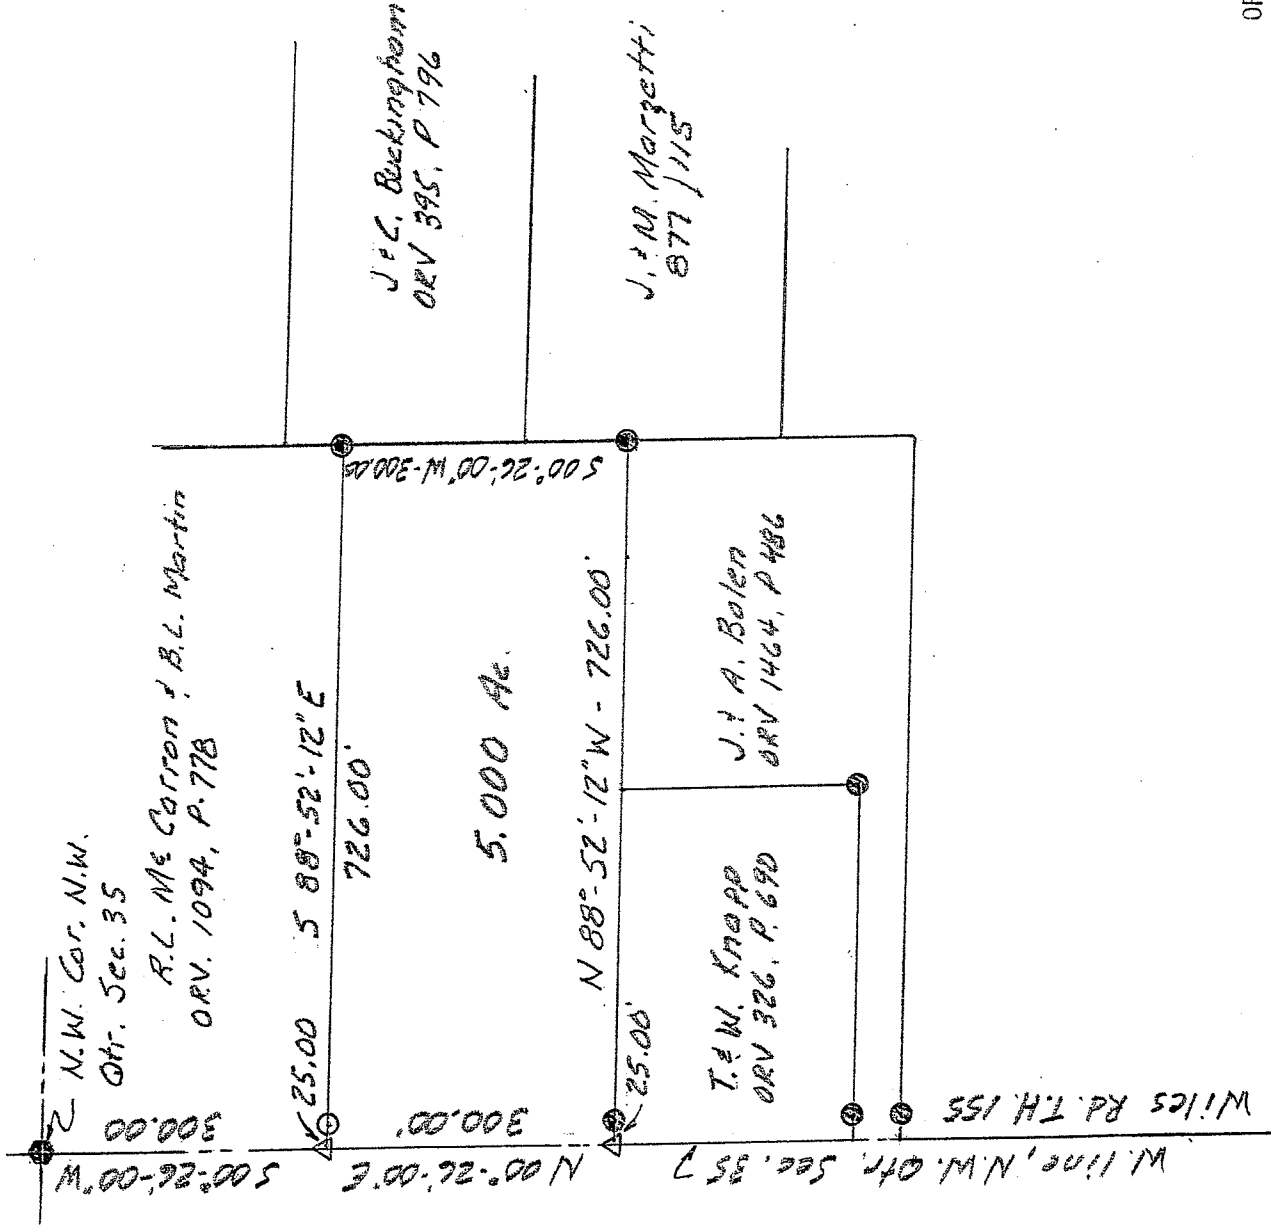 N.W. Cor. N.W.
Qtr. Sec. 35
R.L. Mc Carron & B.L. Martin
ORV. 1094, P. 778
S 00°-26'-00" W
300.00
25.00
S 88°-52'-12" E
726.00'
J & C. Buckingham
ORV 395, P 796
S 00°-26'-00" W - 300.00
5.000 Ac.
N 00°-26'-00" E
300.00'
N 88°-52'-12" W - 726.00'
25.00'
J. & M. Marzetti
877 / 115
T. & W. Knapp
ORV 326, P. 690
J. & A. Bolen
ORV 1464, P 486
W. line, N.W. Qtr. Sec. 35
Wiles Rd. T.H. 155